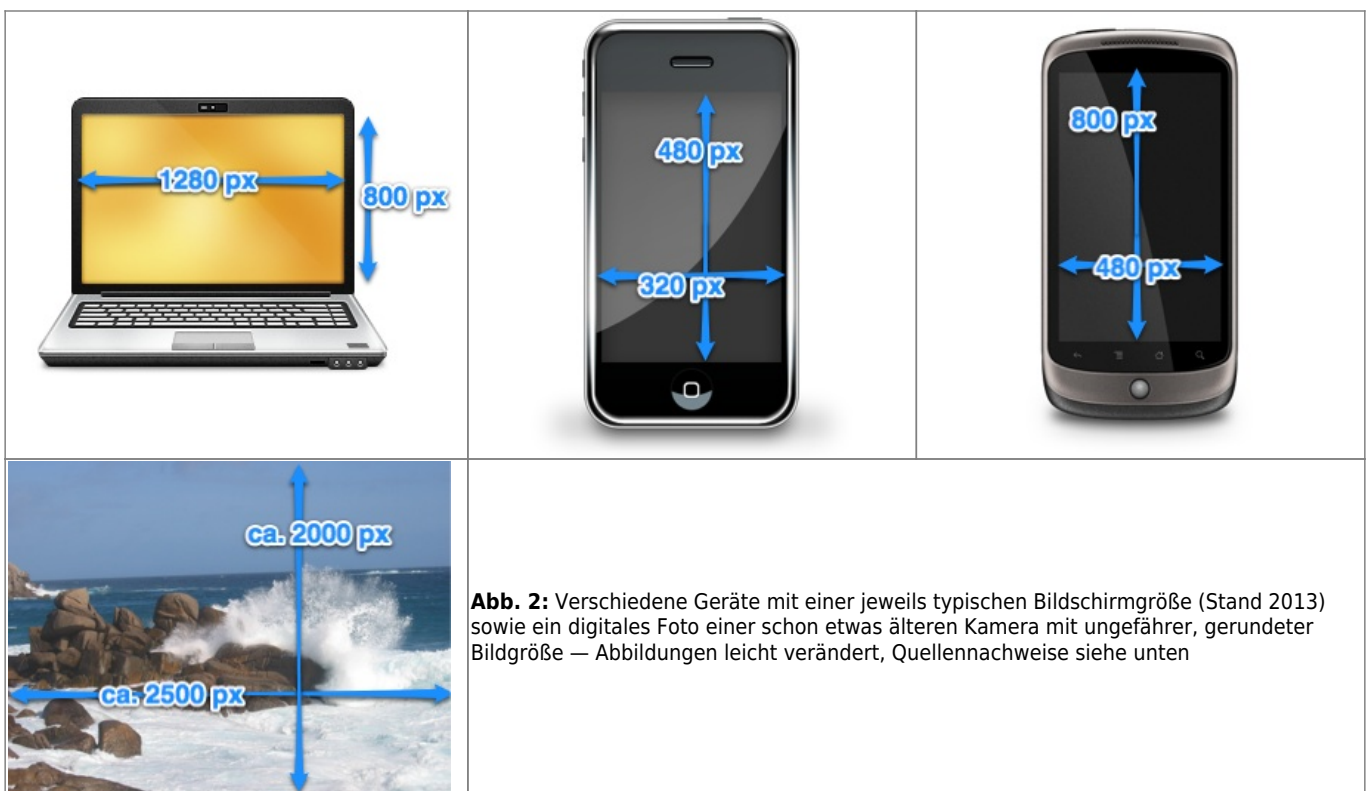 1280 px
800 px
480 px
320 px
800 px
480 px
ca. 2000 px
ca. 2500 px
Abb. 2: Verschiedene Geräte mit einer jeweils typischen Bildschirmgröße (Stand 2013)
sowie ein digitales Foto einer schon etwas älteren Kamera mit ungefährer, gerundeter
Bildgröße — Abbildungen leicht verändert, Quellennachweise siehe unten